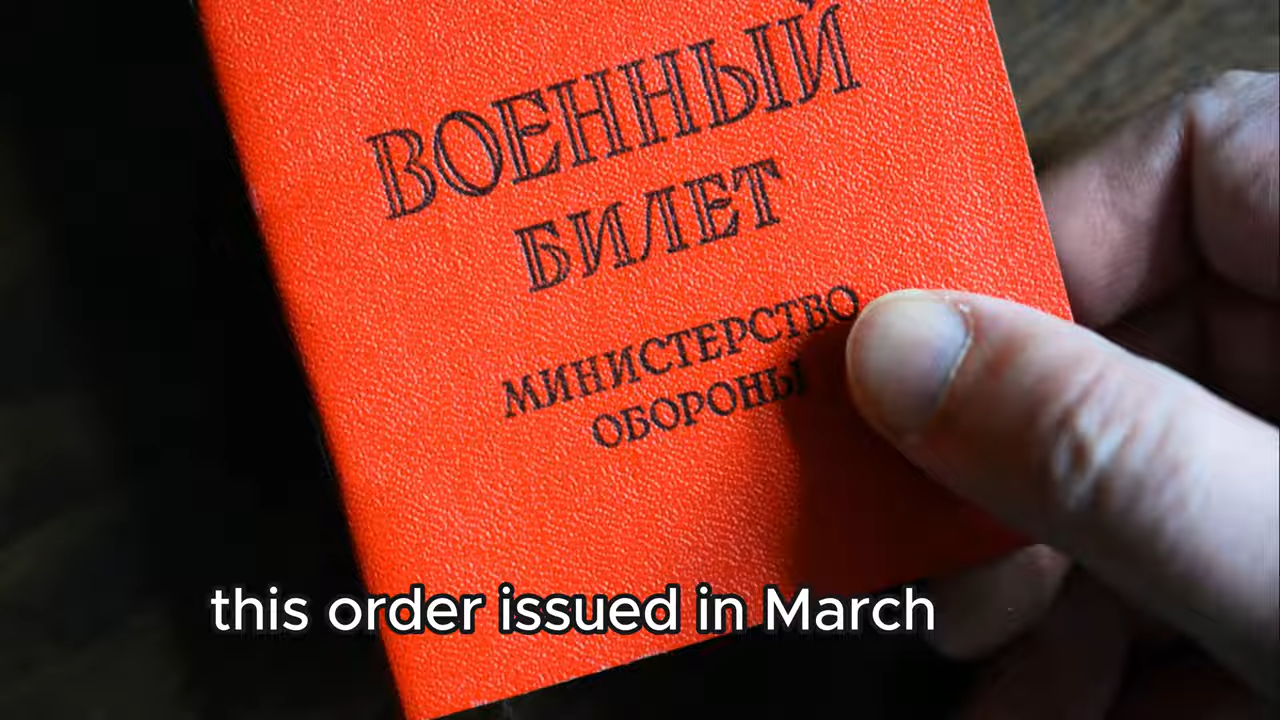 ВОЕННЫЙ
БИЛЕТ
МИНИСТЕРСТВО
ОБОРОНЫ
this order issued in March